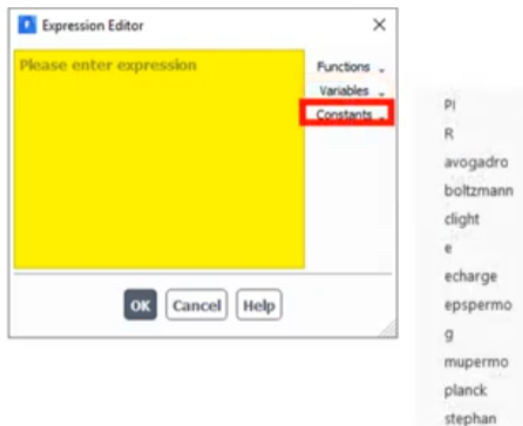 Expression Editor
Please enter expression
Functions
Variables
Constants
OK Cancel Help
PI
R
avogadro
boltzmann
clight
e
echarge
epspermo
g
mupermo
planck
stephan